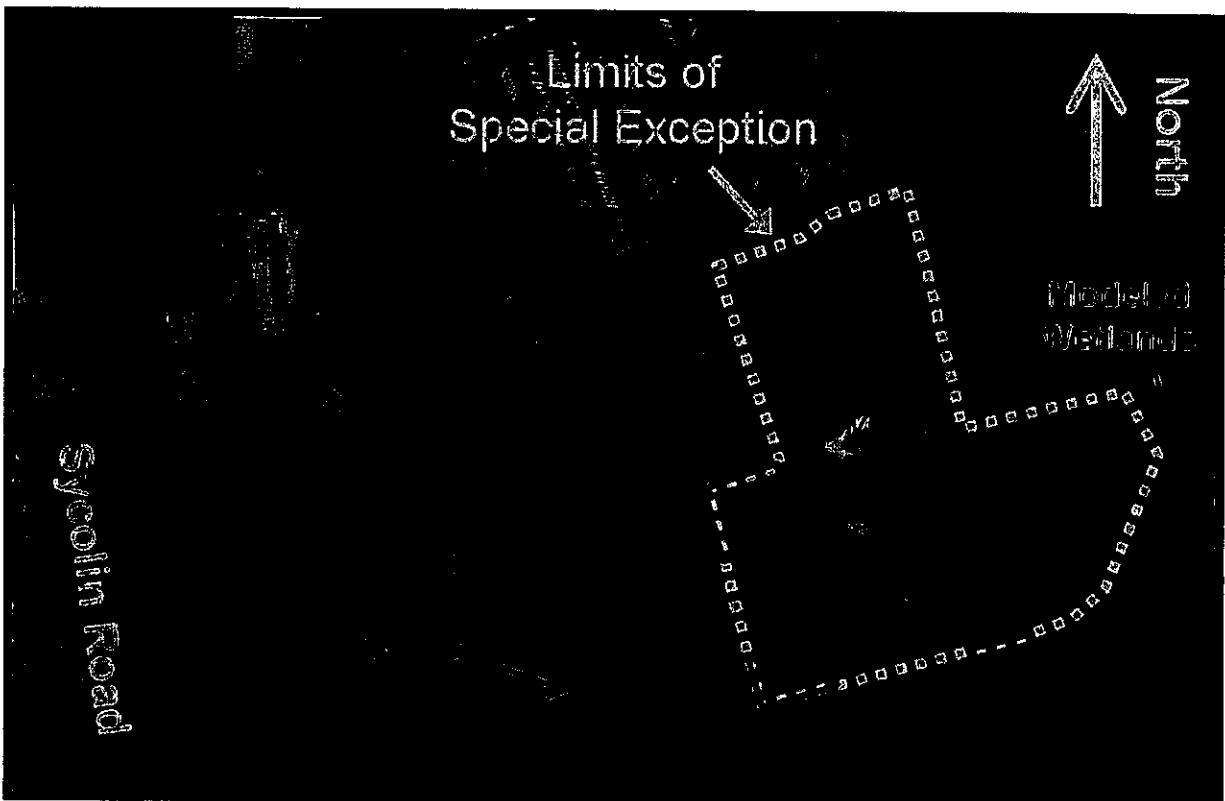 Limits of
Special Exception
North
Modeled
Wetlands
Sycolin Road